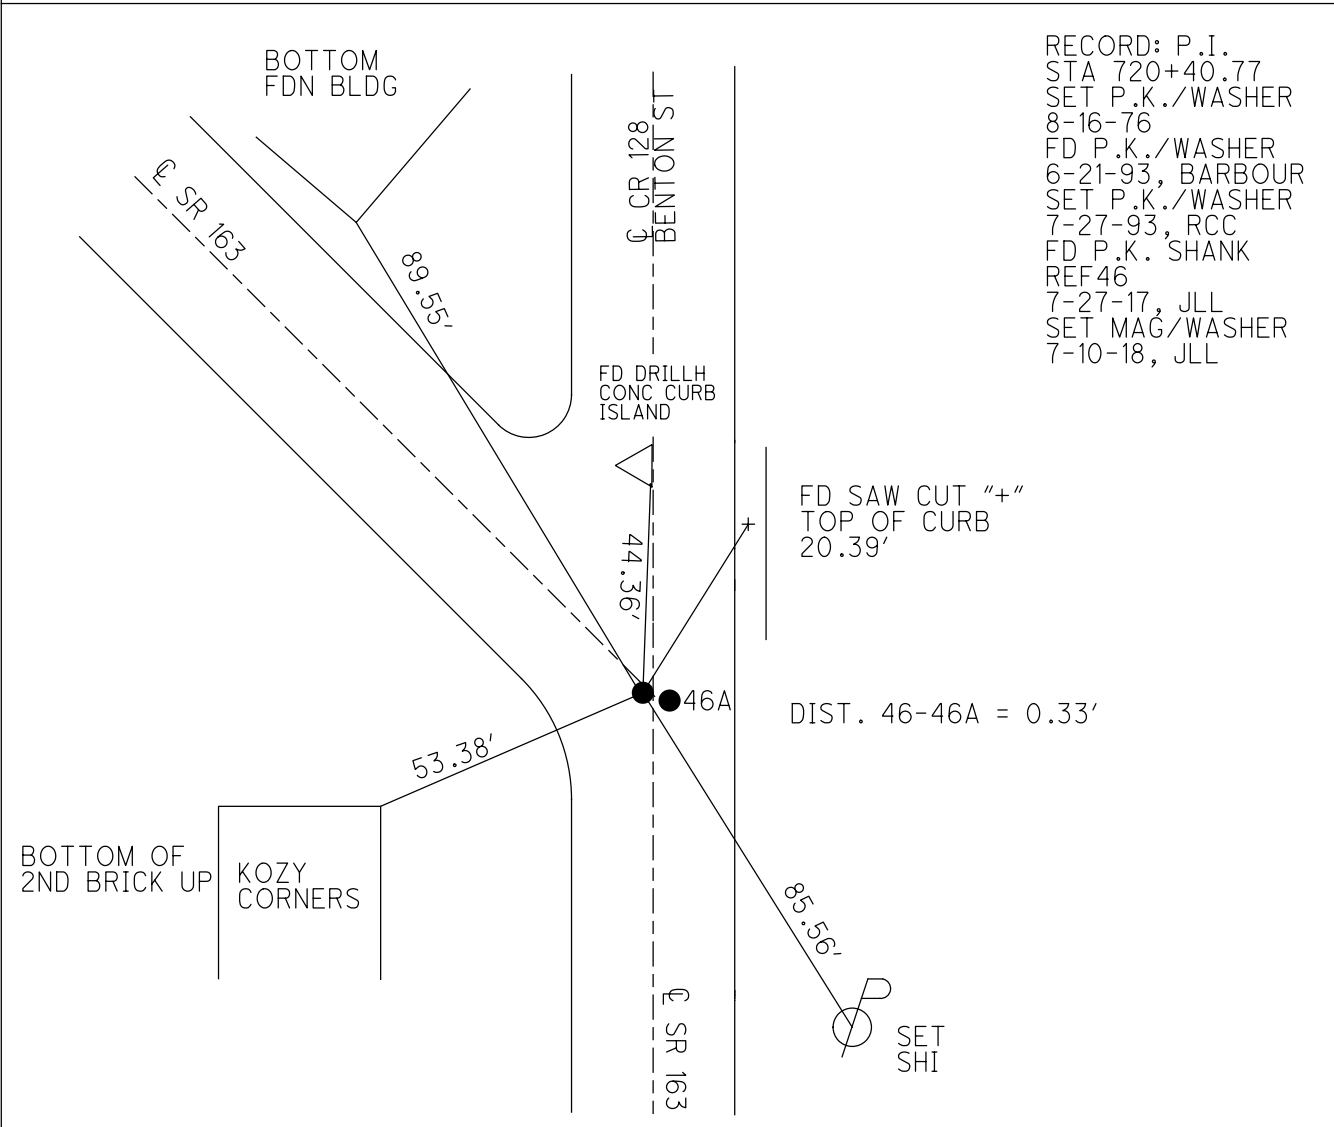 BOTTOM
FDN BLDG
℄ SR 163
89.55'
℄ CR 128
BENTON ST
RECORD: P.I.
STA 720+40.77
SET P.K./WASHER
8-16-76
FD P.K./WASHER
6-21-93, BARBOUR
SET P.K./WASHER
7-27-93, RCC
FD P.K. SHANK
REF46
7-27-17, JLL
SET MAG/WASHER
7-10-18, JLL
FD DRILLH
CONC CURB
ISLAND
44.36'
+
FD SAW CUT "+"
TOP OF CURB
20.39'
46A
DIST. 46-46A = 0.33'
53.38'
BOTTOM OF
2ND BRICK UP
KOZY
CORNERS
85.56'
P
SET
SHI
℄ SR 163